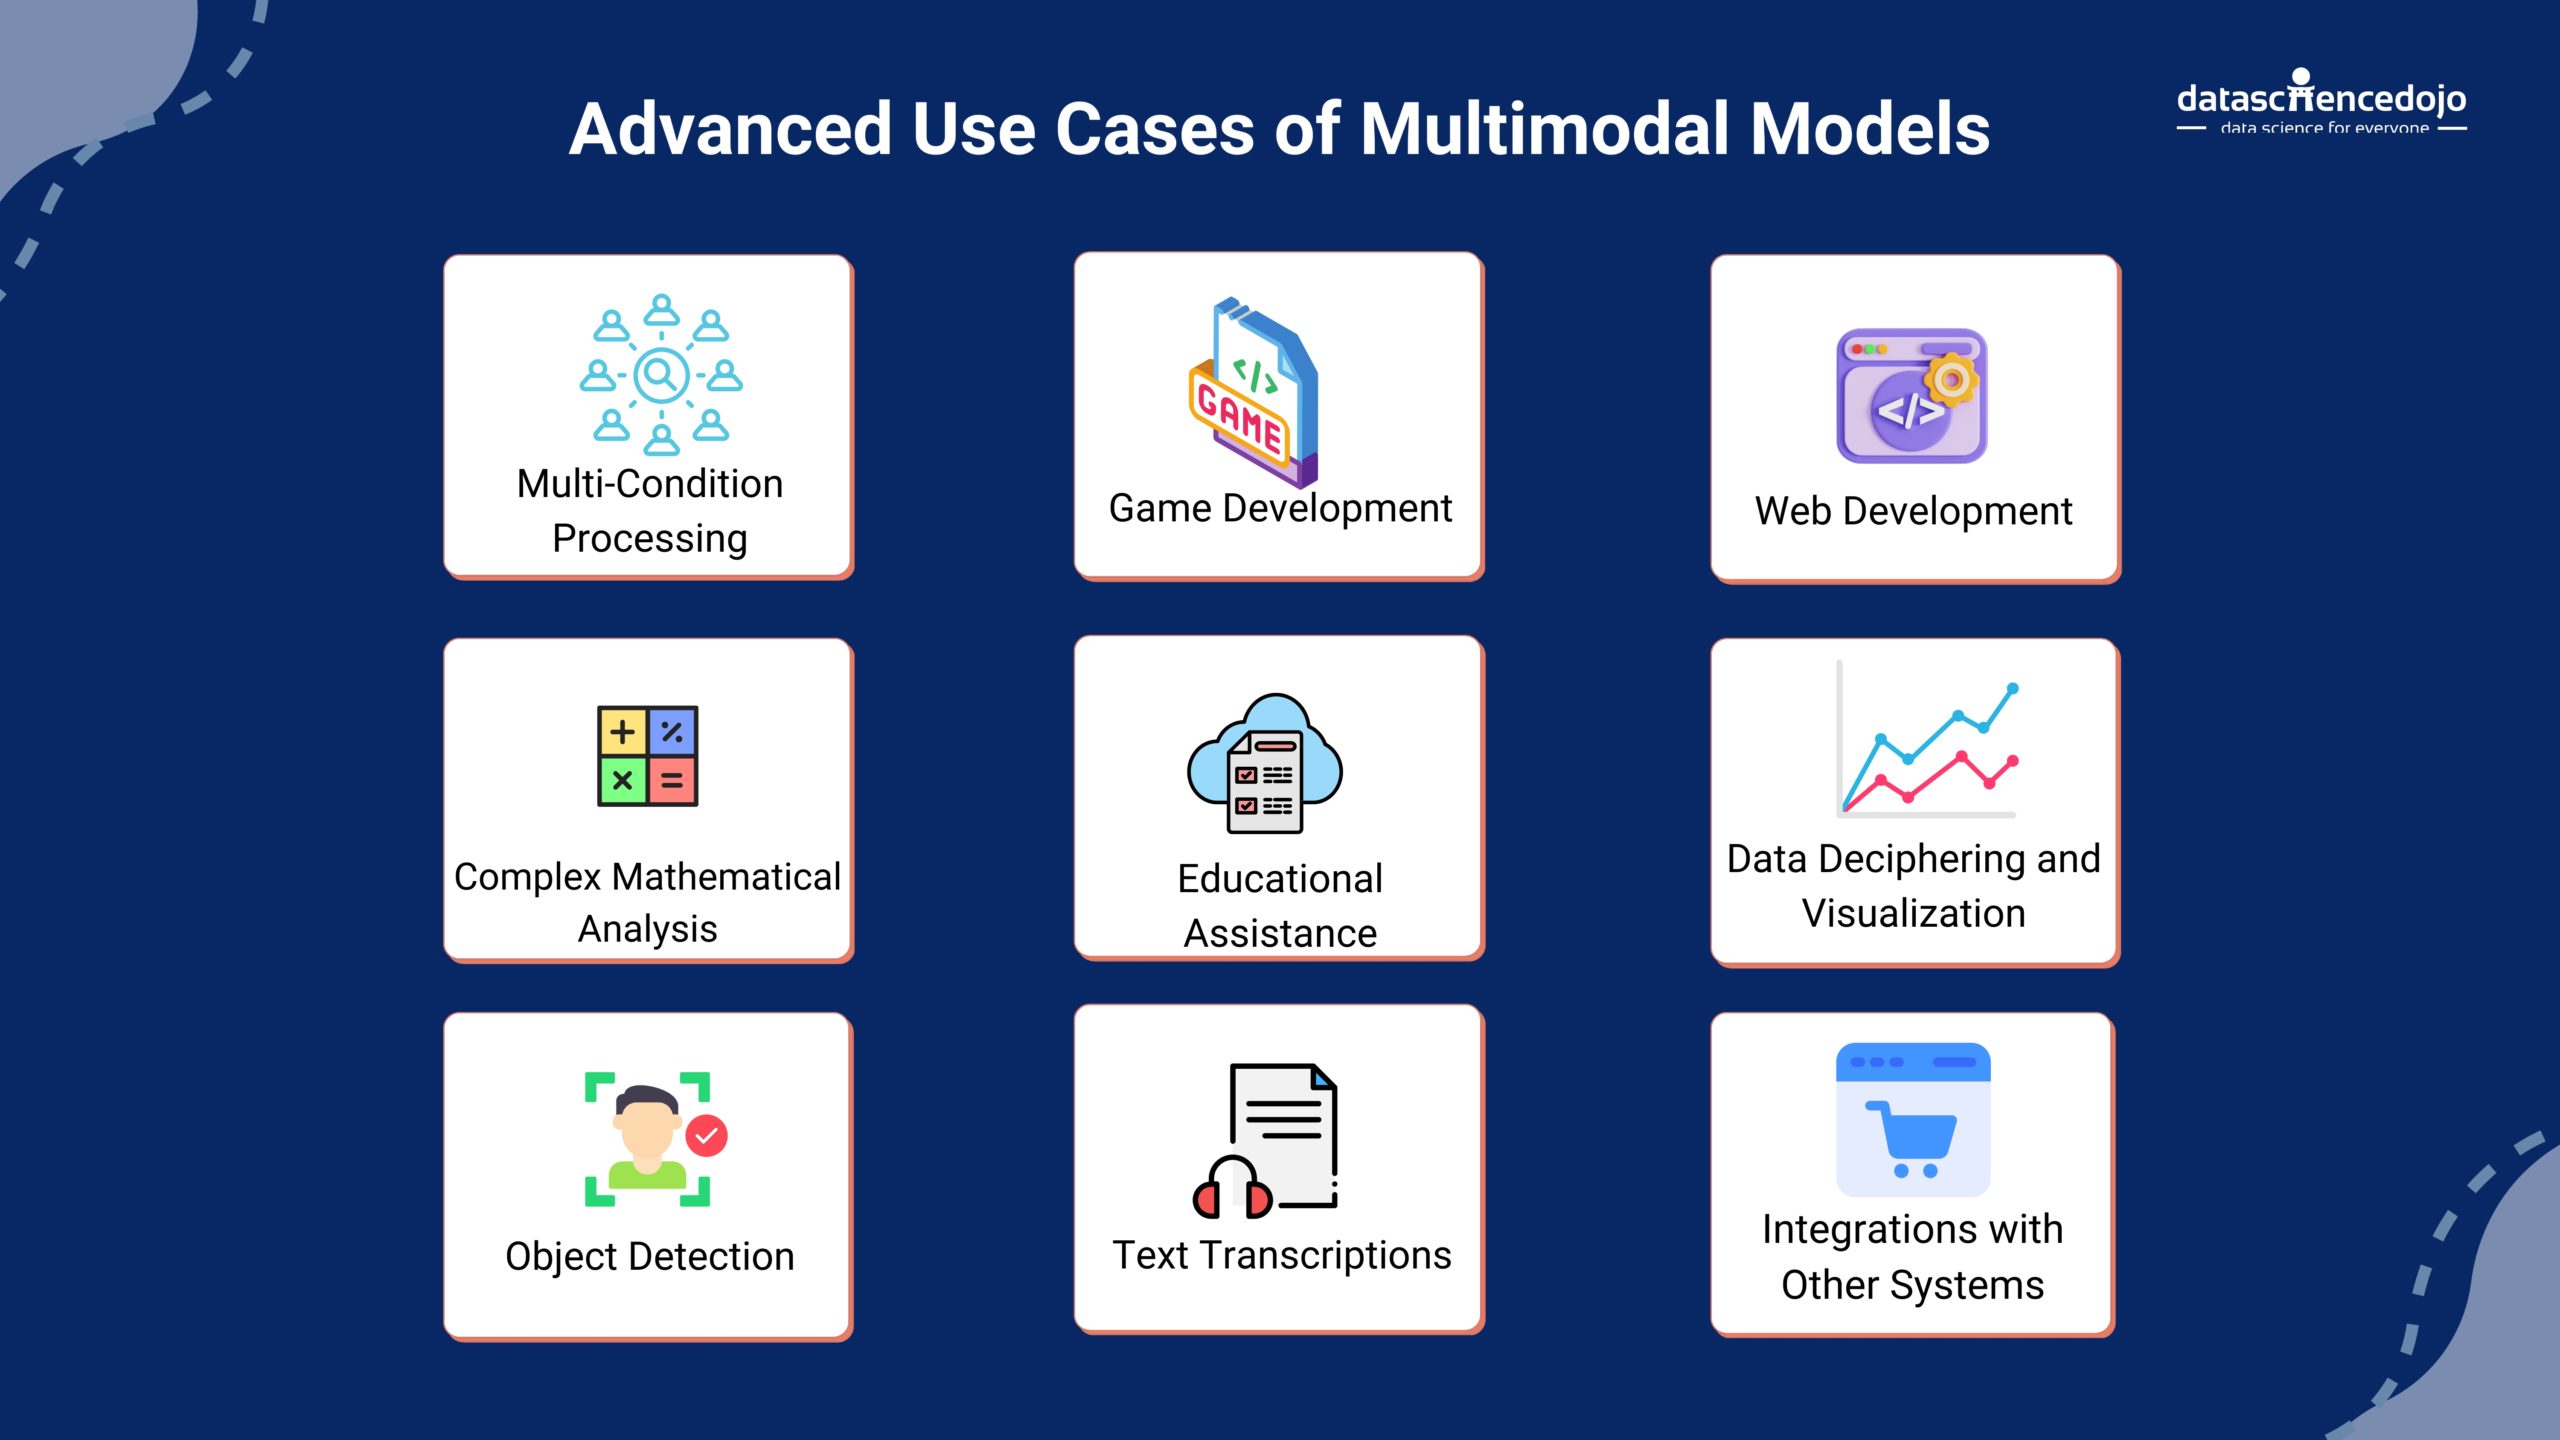 Advanced Use Cases of Multimodal Models
datasciencedojo
data science for everyone
</>
GAME
</>
Multi-Condition
Processing
Game Development
Web Development
+ %
× =
Complex Mathematical
Analysis
Educational
Assistance
Data Deciphering and
Visualization
Object Detection
Text Transcriptions
Integrations with
Other Systems